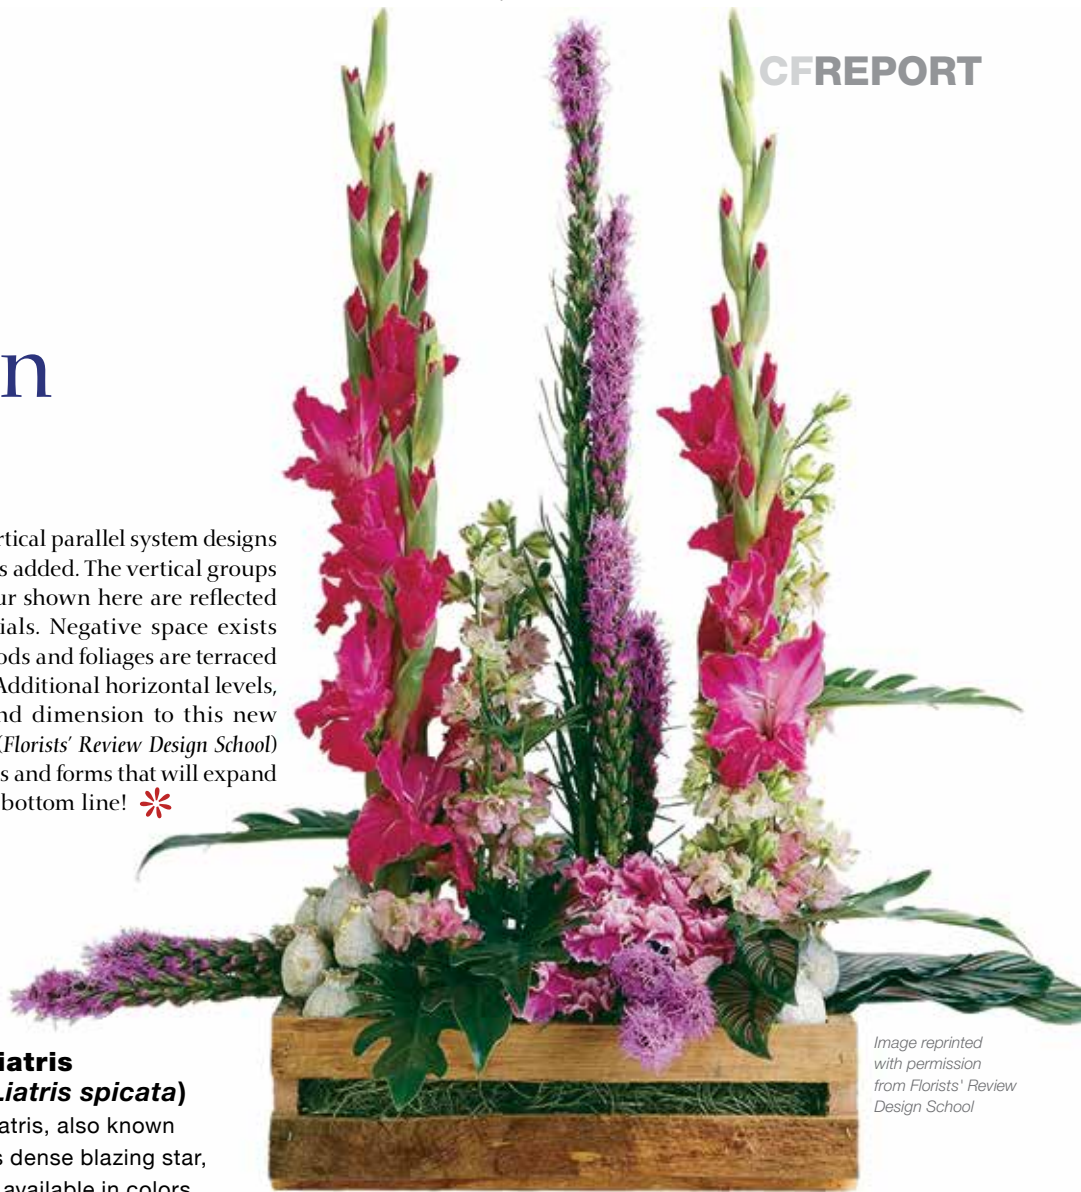 CFREPORT
n
rtical parallel system designs
s added. The vertical groups
ur shown here are reflected
ials. Negative space exists
ods and foliages are terraced
Additional horizontal levels,
nd dimension to this new
(Florists' Review Design School)
s and forms that will expand
bottom line!
iatris
Liatris spicata)
atris, also known
s dense blazing star,
available in colors
Image reprinted
with permission
from Florists' Review
Design School